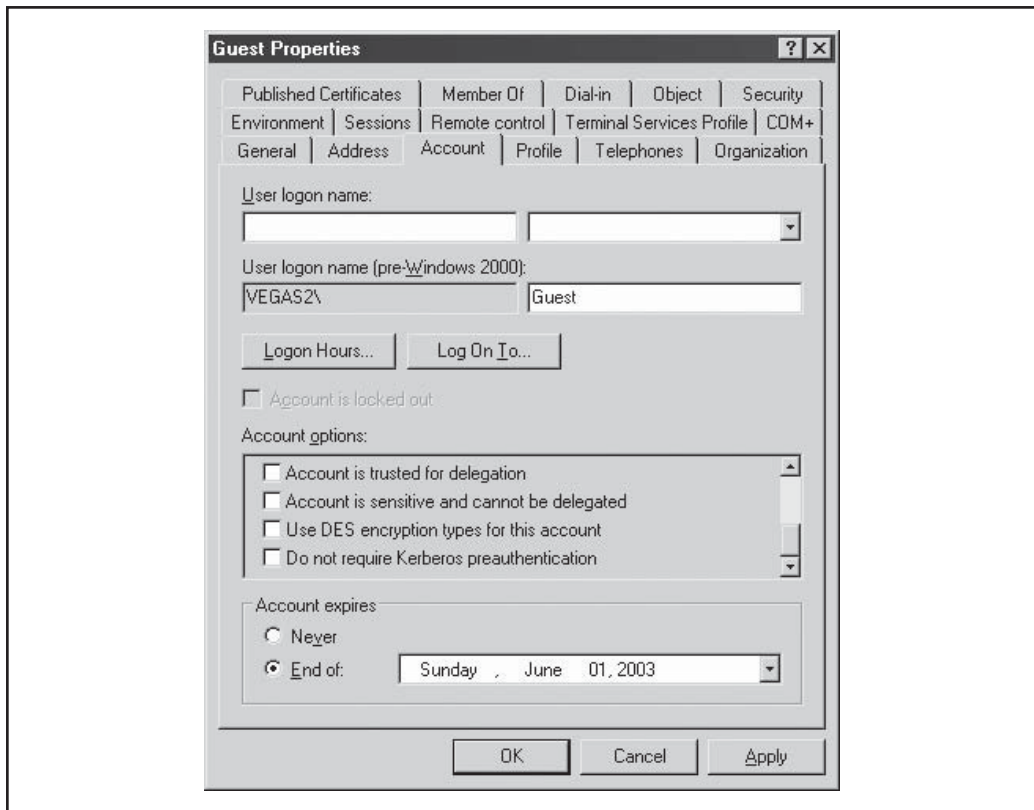 Guest Properties
Published Certificates Member Of Dial-in Object Security
Environment Sessions Remote control Terminal Services Profile COM+
General Address Account Profile Telephones Organization
User logon name:
User logon name (pre-Windows 2000):
VEGAS2\ Guest
Logon Hours... Log On To...
Account is locked out
Account options:
Account is trusted for delegation
Account is sensitive and cannot be delegated
Use DES encryption types for this account
Do not require Kerberos preauthentication
Account expires
Never
End of: Sunday , June 01, 2003
OK Cancel Apply